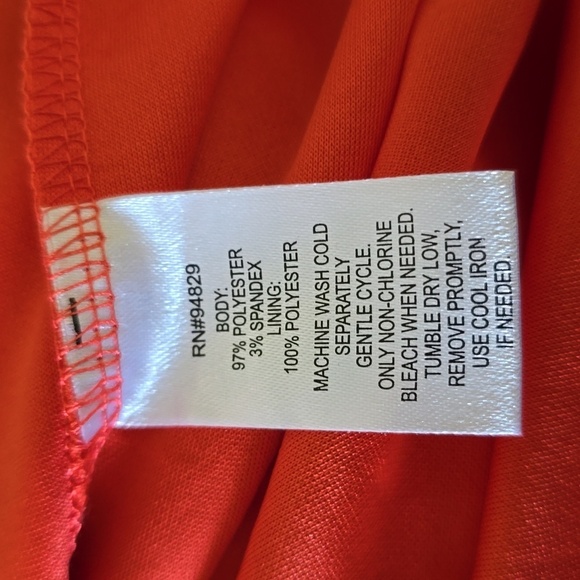 RN#94829
BODY:
97% POLYESTER
3% SPANDEX
LINING:
100% POLYESTER
MACHINE WASH COLD
SEPARATELY
GENTLE CYCLE.
ONLY NON-CHLORINE
BLEACH WHEN NEEDED.
TUMBLE DRY LOW,
REMOVE PROMPTLY,
USE COOL IRON
IF NEEDED.